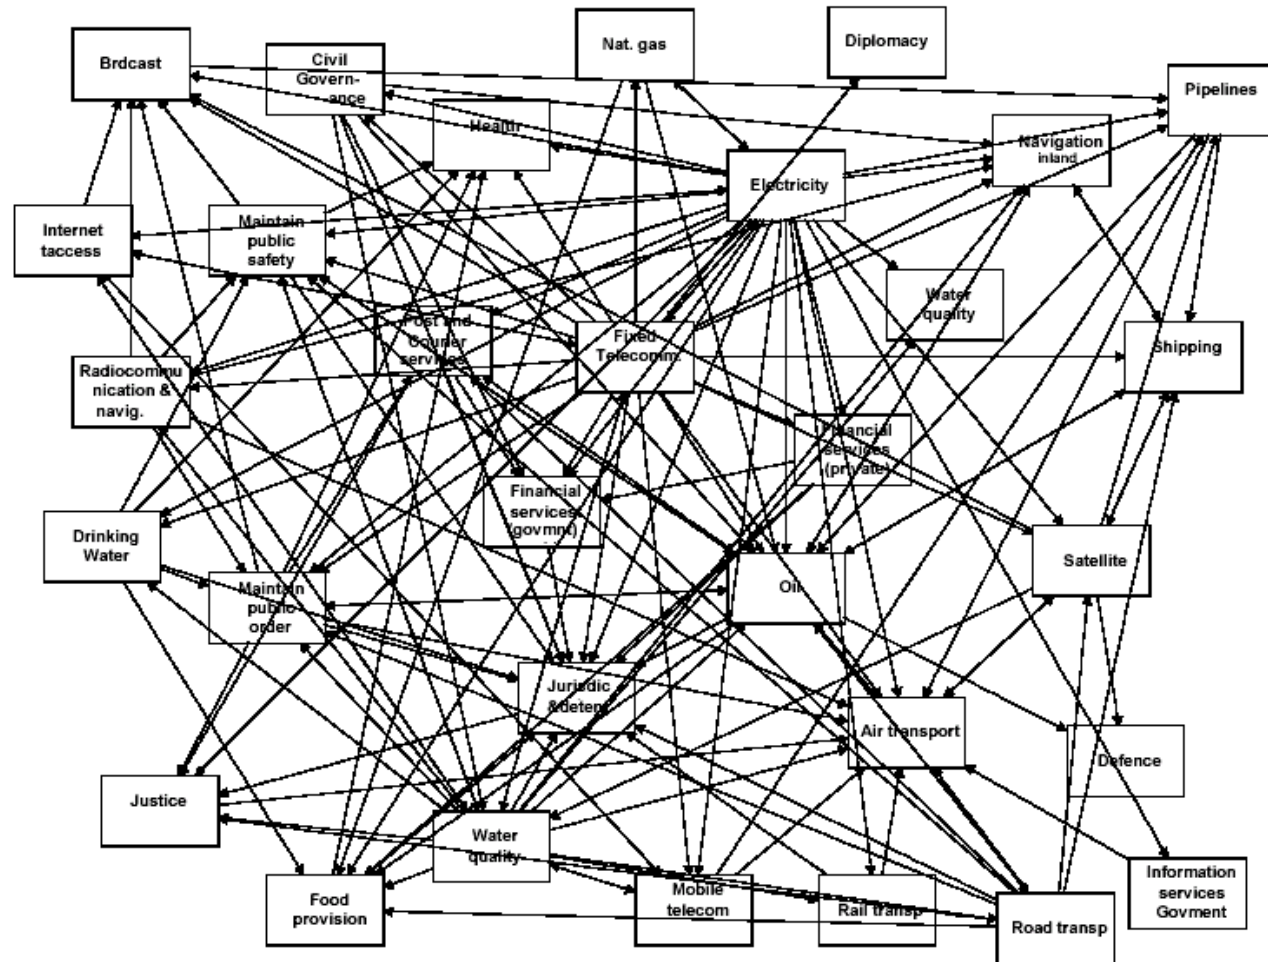 Brdcast
Civil
Govern-
ance
Nat. gas
Diplomacy
Pipelines
Health
Navigation
inland
Electricity
Internet
taccess
Maintain
public
safety
Water
quality
Post and
Courier
services
Fixed
Telecomm.
Shipping
Radiocommu
nication &
navig.
Financial
services
(private)
Financial
services
(govmnt)
Drinking
Water
Maintain
public
order
Oil
Satellite
Jurisdic
&detent
Air transport
Defence
Justice
Water
quality
Food
provision
Mobile
telecom
Rail transp
Road transp
Information
services
Govment